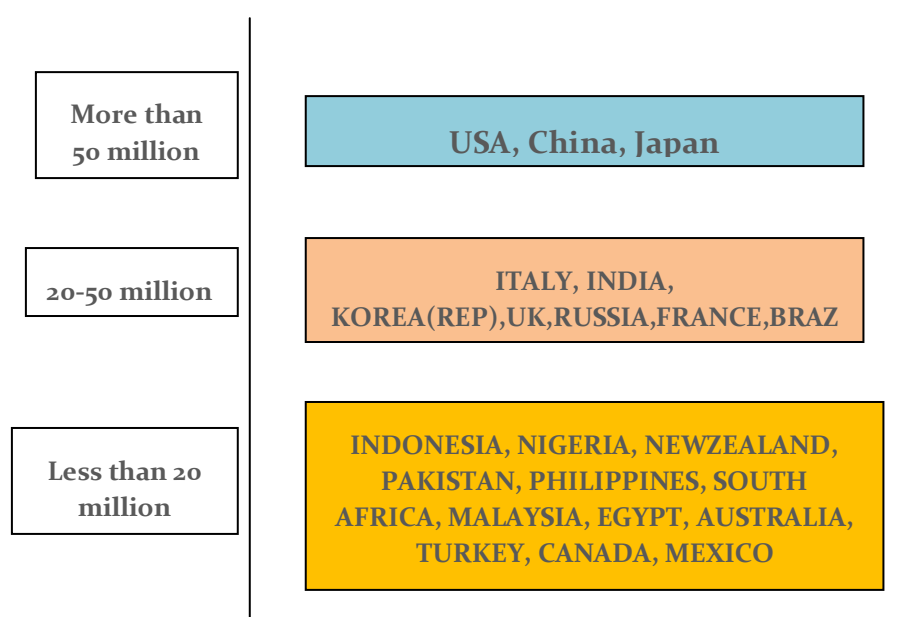 More than
50 million
USA, China, Japan
20-50 million
ITALY, INDIA,
KOREA(REP),UK,RUSSIA,FRANCE,BRAZ
Less than 20
million
INDONESIA, NIGERIA, NEWZEALAND,
PAKISTAN, PHILIPPINES, SOUTH
AFRICA, MALAYSIA, EGYPT, AUSTRALIA,
TURKEY, CANADA, MEXICO